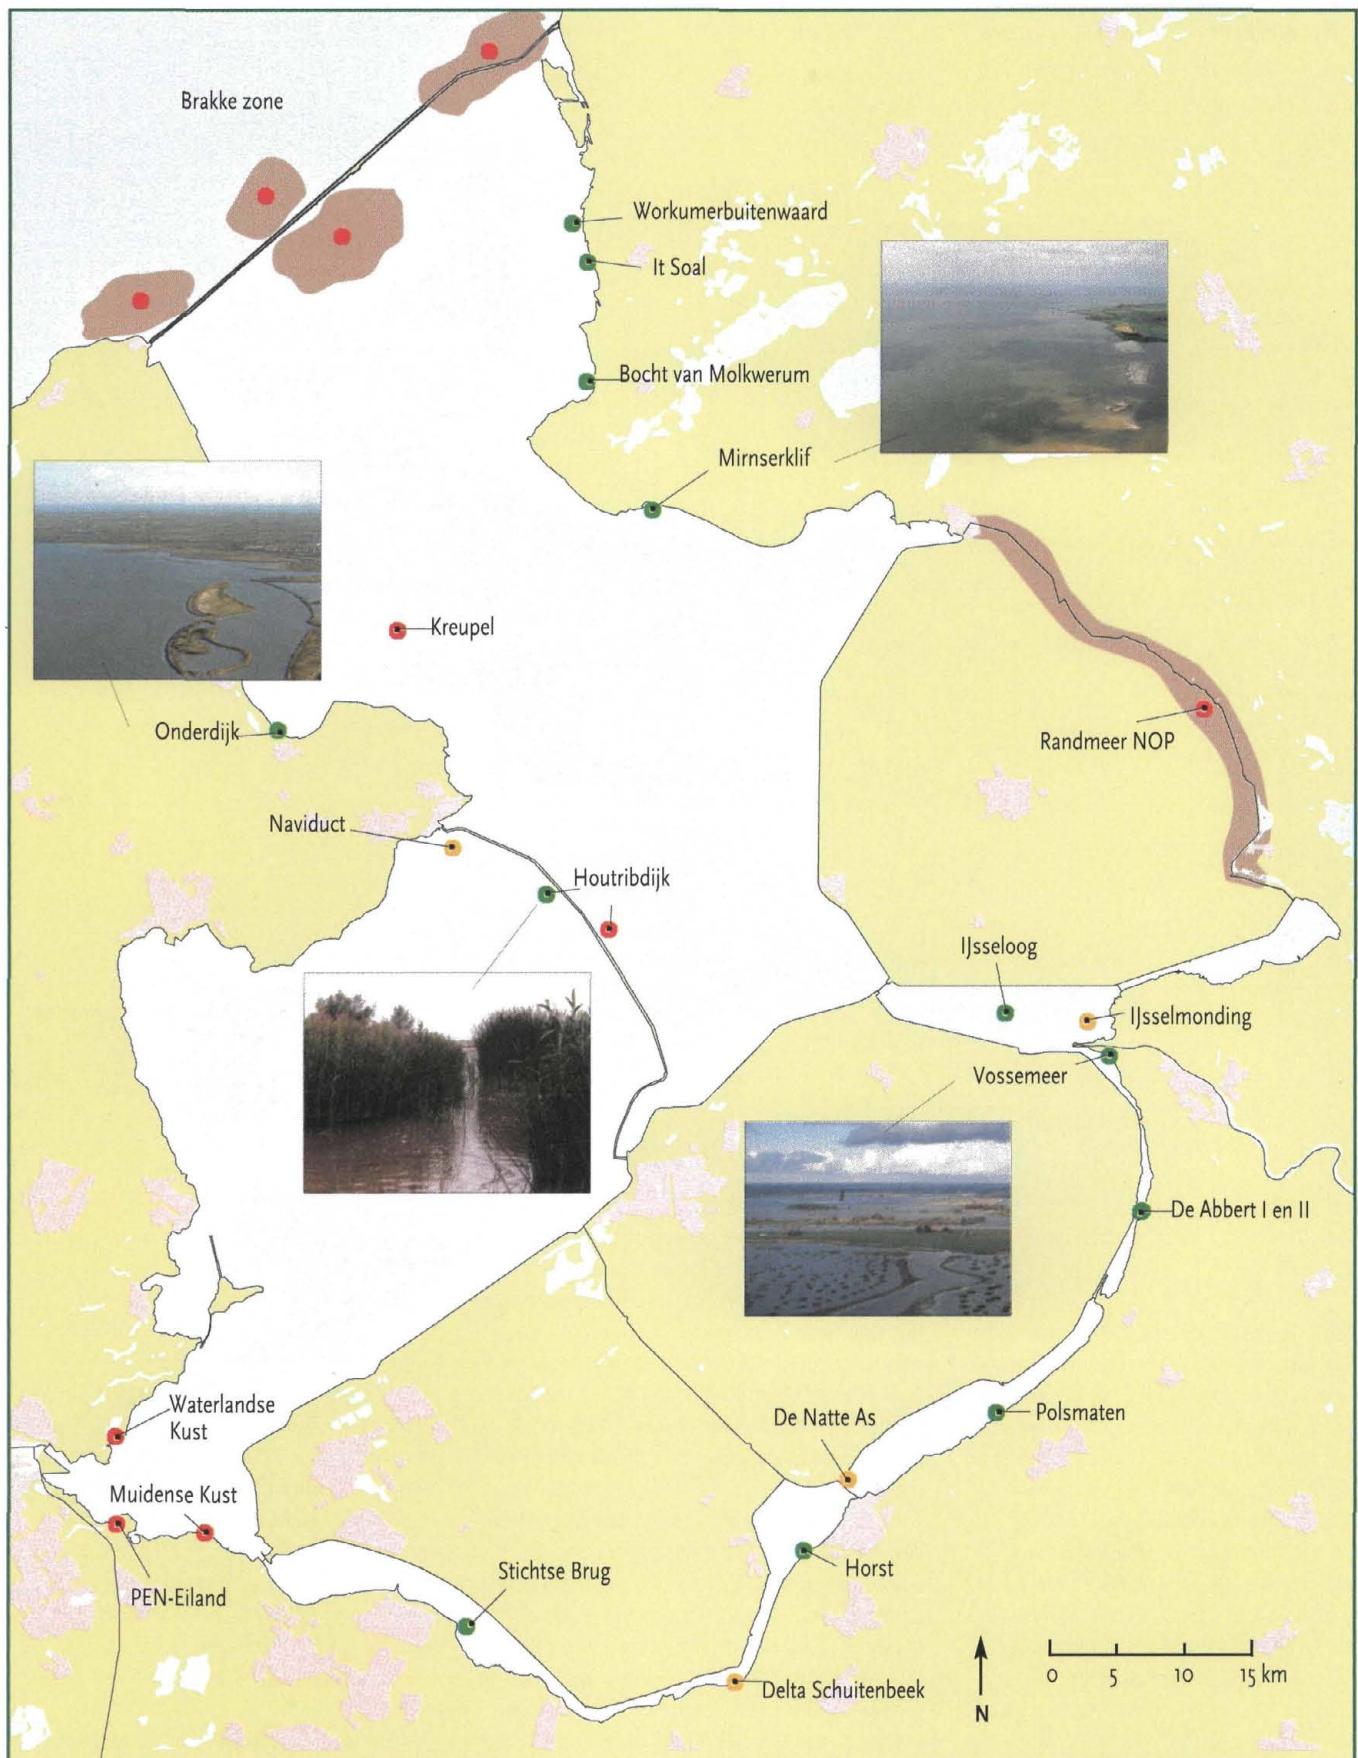 Brakke zone
Workumerbuitenwaard
It Soal
Bocht van Molkwerum
Mirnserklif
Kreupel
Onderdijk
Randmeer NOP
Naviduct
Houtribdijk
IJsseloog
IJsselmonding
Vossemeer
De Abbert I en II
Waterlandse
Kust
De Natte As
Polsmaten
Muidense Kust
Stichtse Brug
Horst
PEN-Eiland
Delta Schuitenbeek
0 5 10 15 km
N